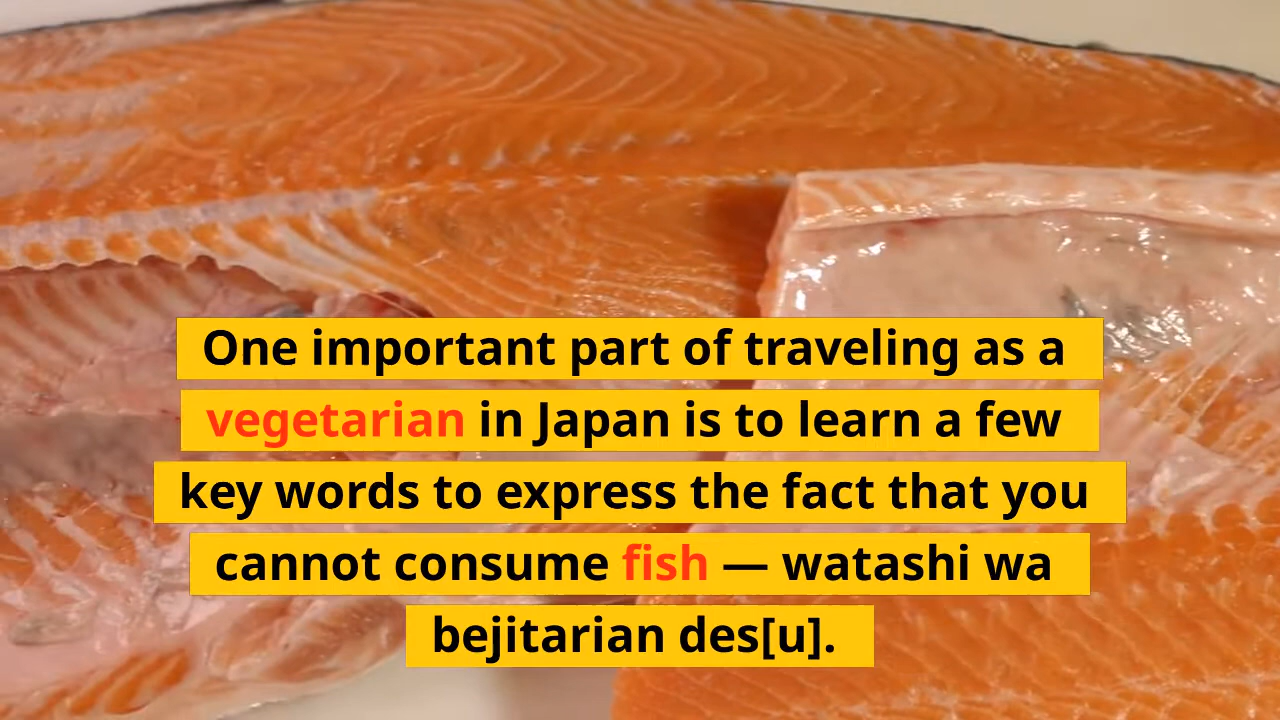 One important part of traveling as a
vegetarian in Japan is to learn a few
key words to express the fact that you
cannot consume fish — watashi wa
bejitarian des[u].